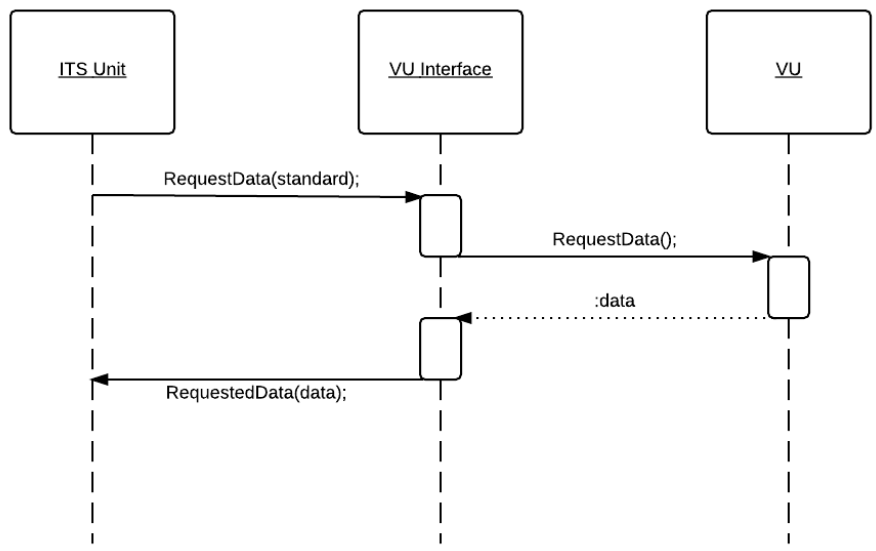 ITS Unit
VU Interface
VU
RequestData(standard);
RequestData();
:data
RequestedData(data);